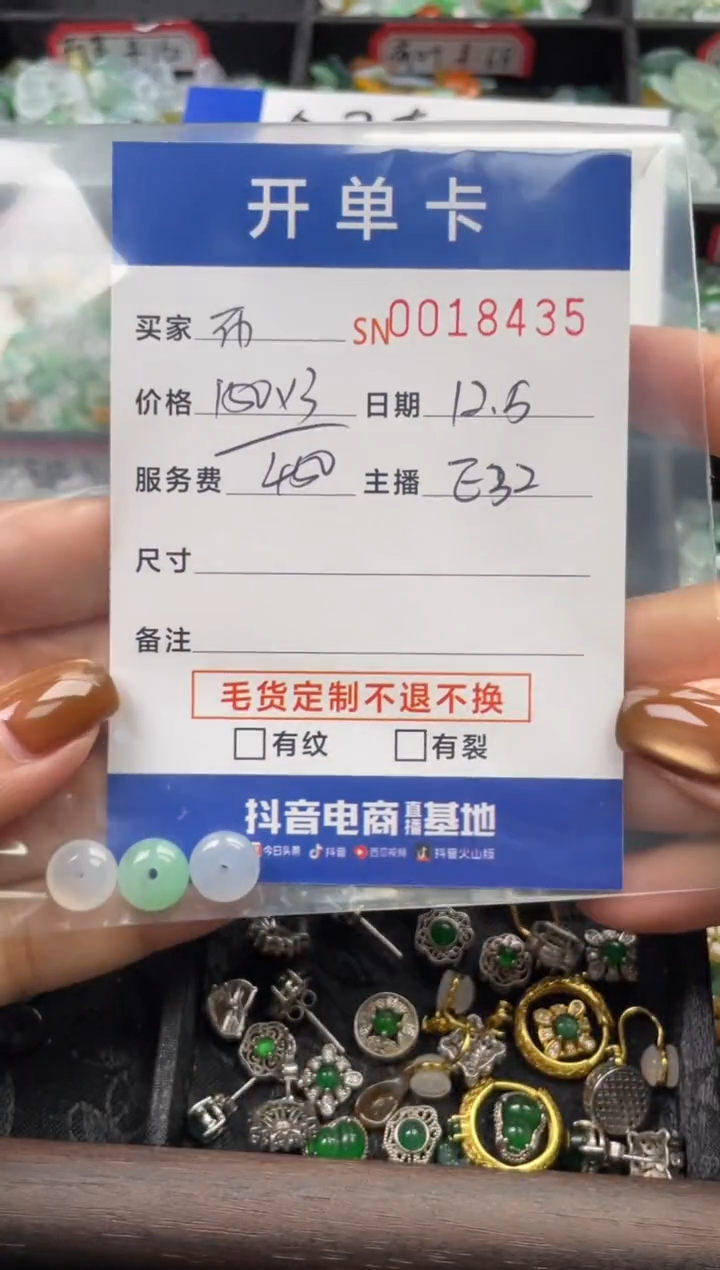 开单卡
买家 SN0018435
价格 150x3 日期 12.5
服务费 450 主播 E32
尺寸
备注
毛货定制不退不换
有纹 有裂
抖音电商直播基地
今日头条 抖音 西瓜视频 抖音火山版